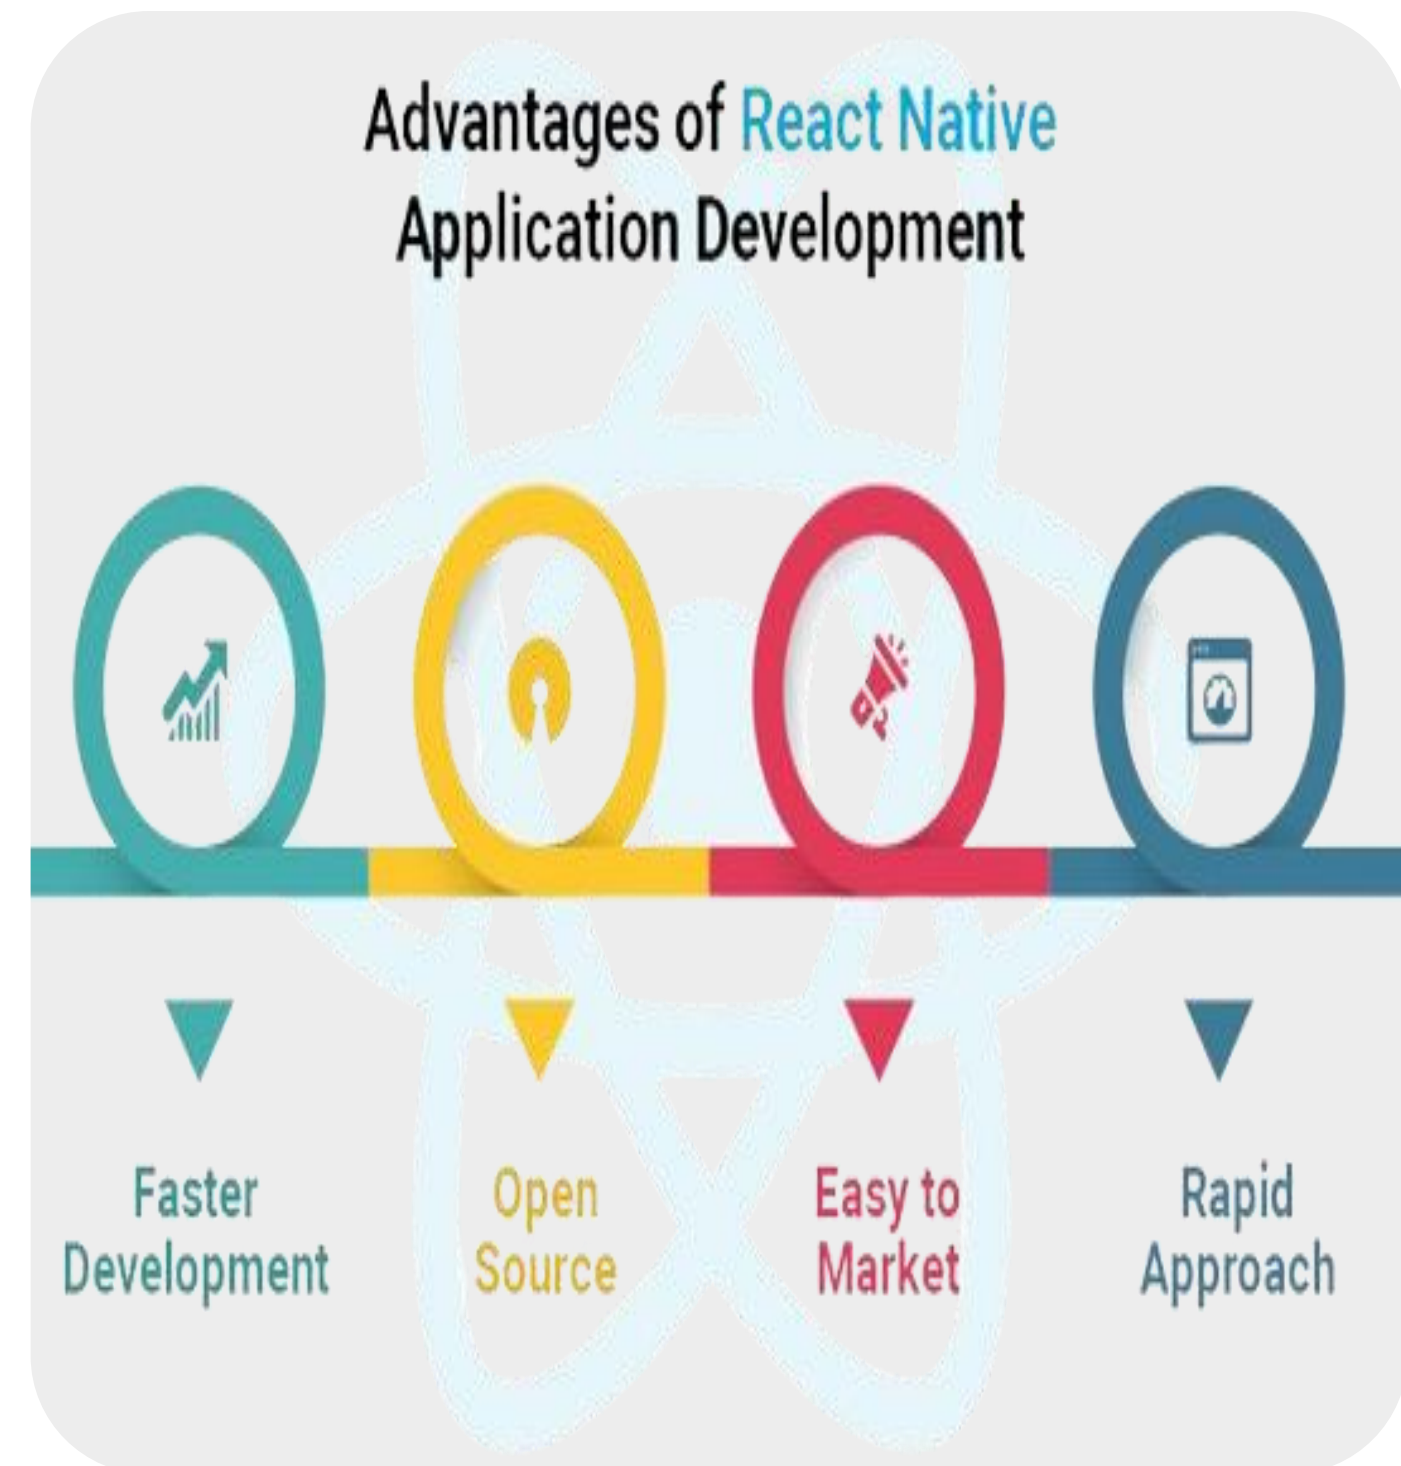 Advantages of React Native
Application Development
Faster
Development
Open
Source
Easy to
Market
Rapid
Approach